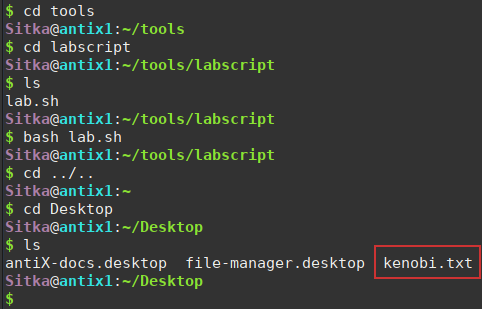 $ cd tools
Sitka@antix1:~/tools
$ cd labscript
Sitka@antix1:~/tools/labscript
$ ls
lab.sh
Sitka@antix1:~/tools/labscript
$ bash lab.sh
Sitka@antix1:~/tools/labscript
$ cd ../..
Sitka@antix1:~
$ cd Desktop
Sitka@antix1:~/Desktop
$ ls
antiX-docs.desktop  file-manager.desktop  kenobi.txt
Sitka@antix1:~/Desktop
$